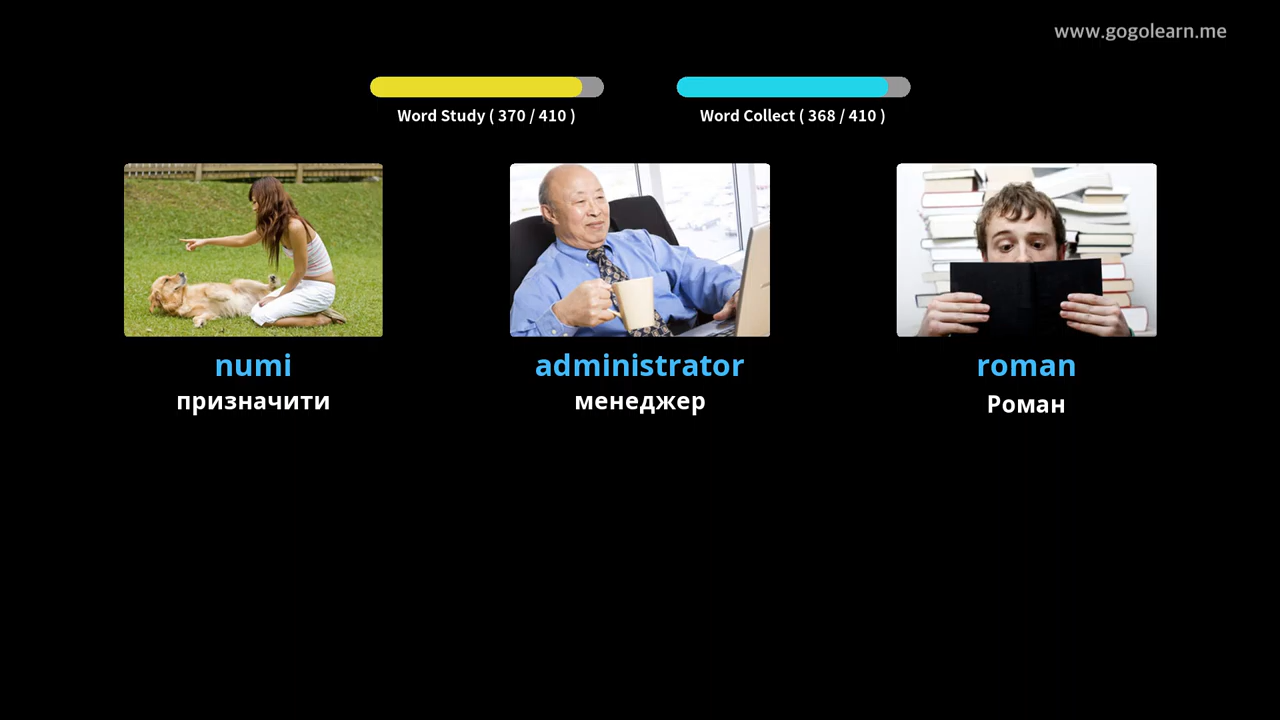 www.gogolearn.me
Word Study ( 370 / 410 )
Word Collect ( 368 / 410 )
numi
призначити
administrator
менеджер
roman
Роман